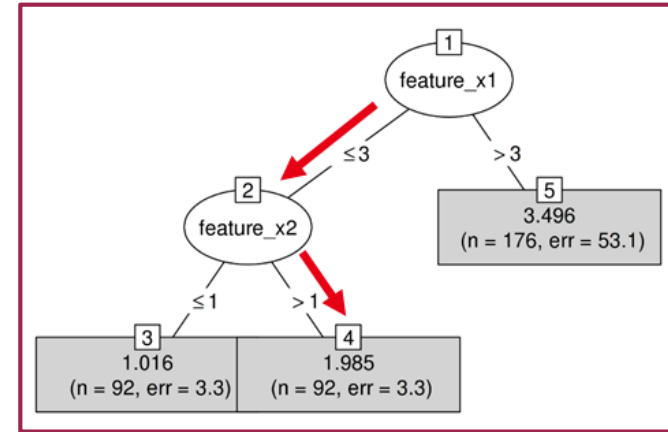 1
feature_x1
≤ 3
> 3
2
feature_x2
5
3.496
(n = 176, err = 53.1)
≤ 1
> 1
3
1.016
(n = 92, err = 3.3)
4
1.985
(n = 92, err = 3.3)